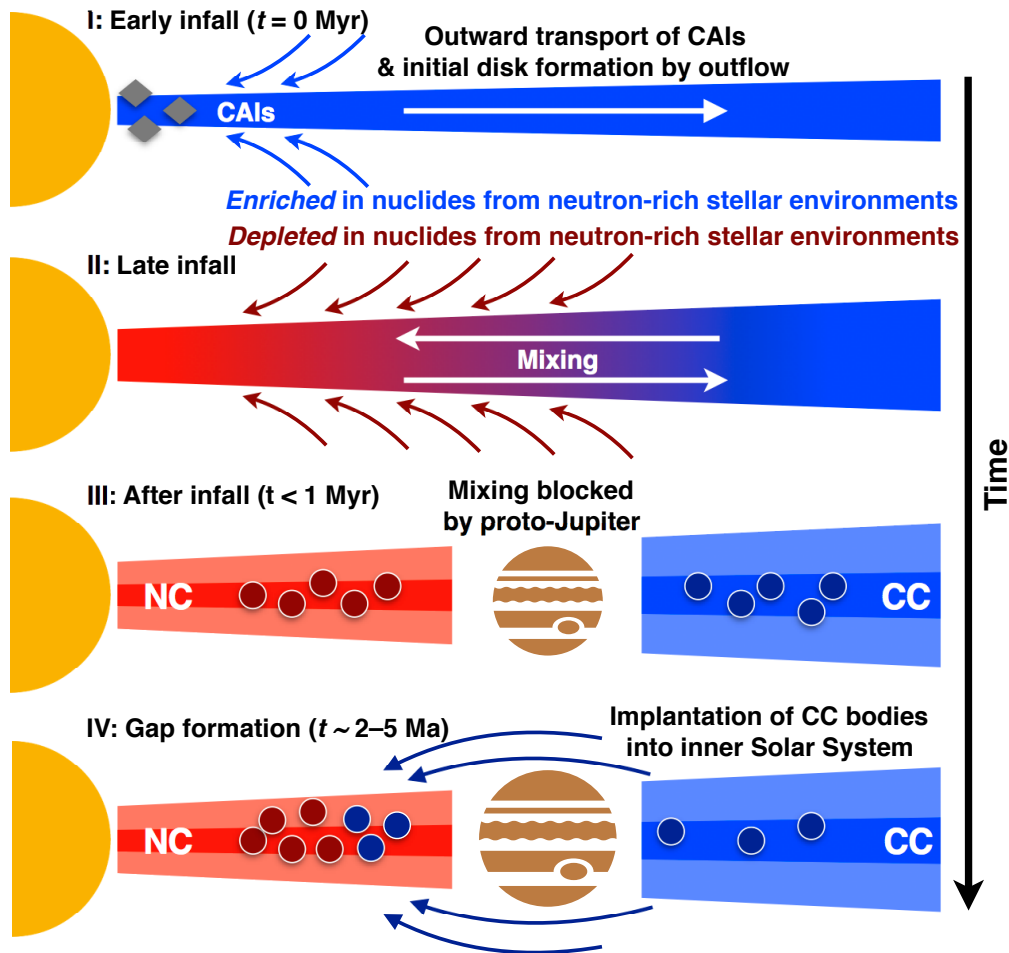 I: Early infall (t = 0 Myr)
Outward transport of CAIs
& initial disk formation by outflow
CAIs
Enriched in nuclides from neutron-rich stellar environments
Depleted in nuclides from neutron-rich stellar environments
II: Late infall
Mixing
Time
III: After infall (t < 1 Myr)
Mixing blocked
by proto-Jupiter
NC
CC
IV: Gap formation (t ~ 2–5 Ma)
Implantation of CC bodies
into inner Solar System
NC
CC